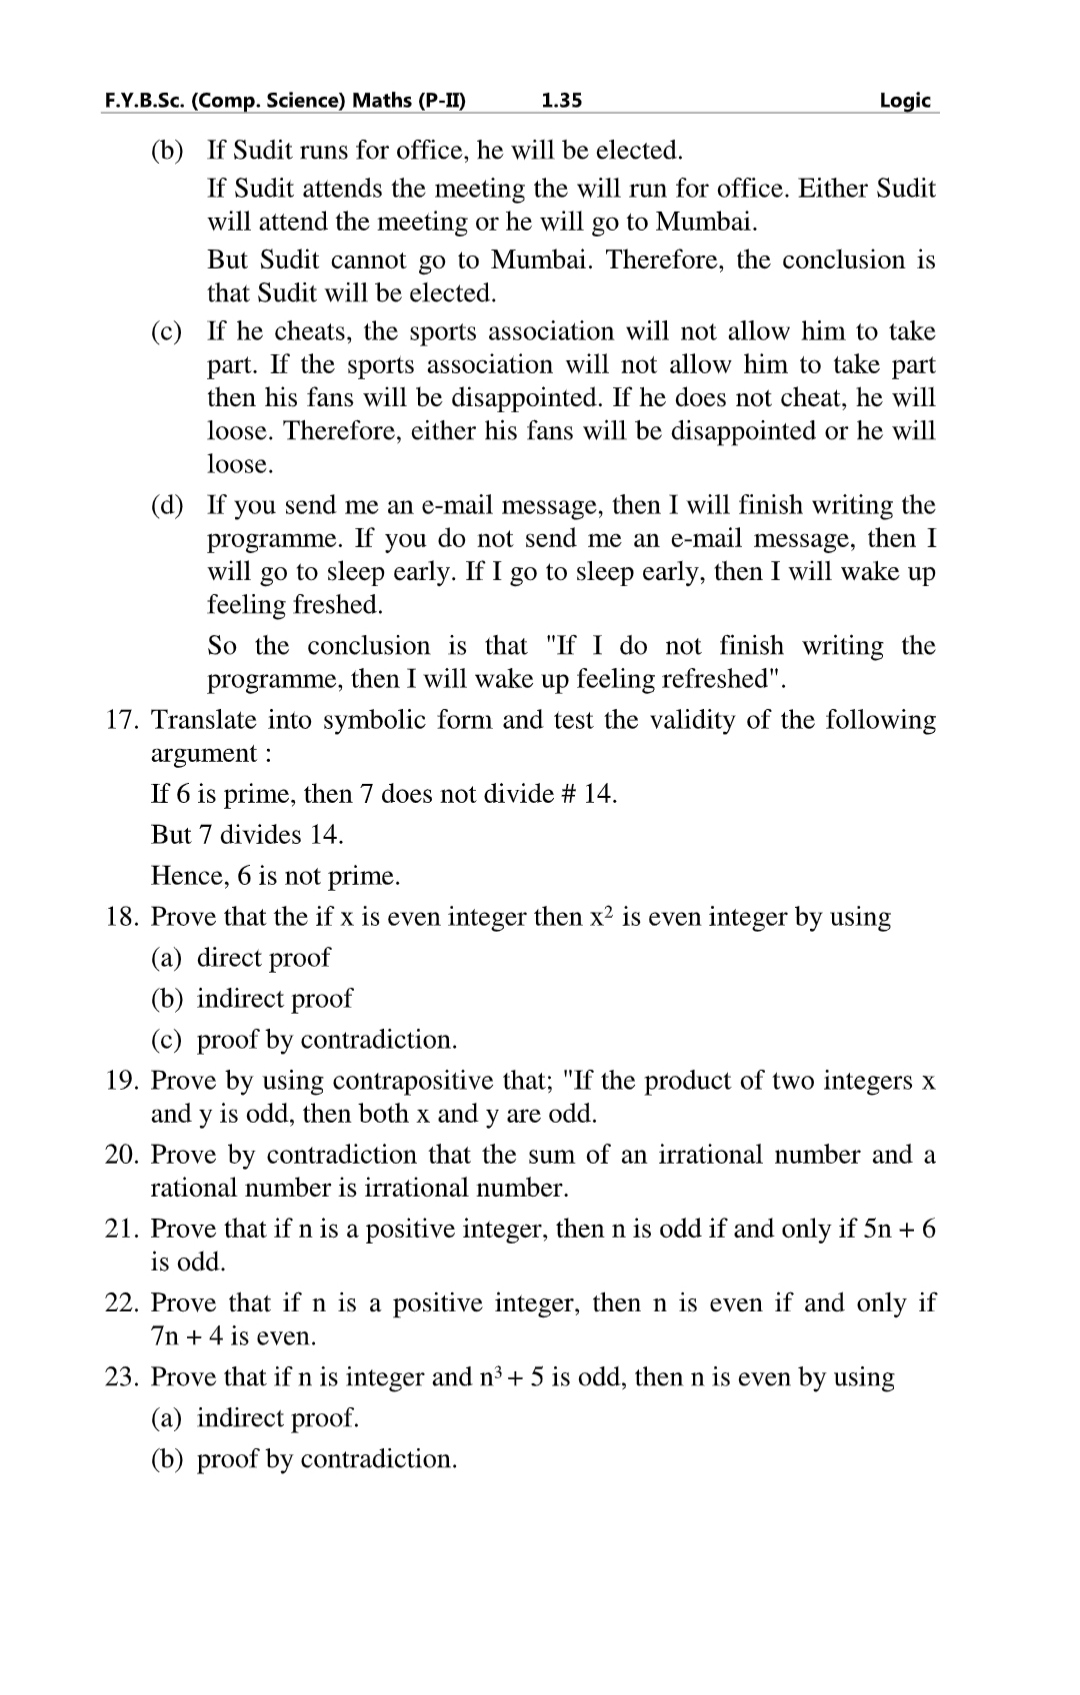 F.Y.B.Sc. (Comp. Science) Maths (P-II) 1.35 Logic
(b) If Sudit runs for office, he will be elected.
If Sudit attends the meeting the will run for office. Either Sudit
will attend the meeting or he will go to Mumbai.
But Sudit cannot go to Mumbai. Therefore, the conclusion is
that Sudit will be elected.
(c) If he cheats, the sports association will not allow him to take
part. If the sports association will not allow him to take part
then his fans will be disappointed. If he does not cheat, he will
loose. Therefore, either his fans will be disappointed or he will
loose.
(d) If you send me an e-mail message, then I will finish writing the
programme. If you do not send me an e-mail message, then I
will go to sleep early. If I go to sleep early, then I will wake up
feeling freshed.
So the conclusion is that "If I do not finish writing the
programme, then I will wake up feeling refreshed".
17. Translate into symbolic form and test the validity of the following
argument :
If 6 is prime, then 7 does not divide # 14.
But 7 divides 14.
Hence, 6 is not prime.
18. Prove that the if x is even integer then x² is even integer by using
(a) direct proof
(b) indirect proof
(c) proof by contradiction.
19. Prove by using contrapositive that; "If the product of two integers x
and y is odd, then both x and y are odd.
20. Prove by contradiction that the sum of an irrational number and a
rational number is irrational number.
21. Prove that if n is a positive integer, then n is odd if and only if 5n + 6
is odd.
22. Prove that if n is a positive integer, then n is even if and only if
7n + 4 is even.
23. Prove that if n is integer and n³ + 5 is odd, then n is even by using
(a) indirect proof.
(b) proof by contradiction.